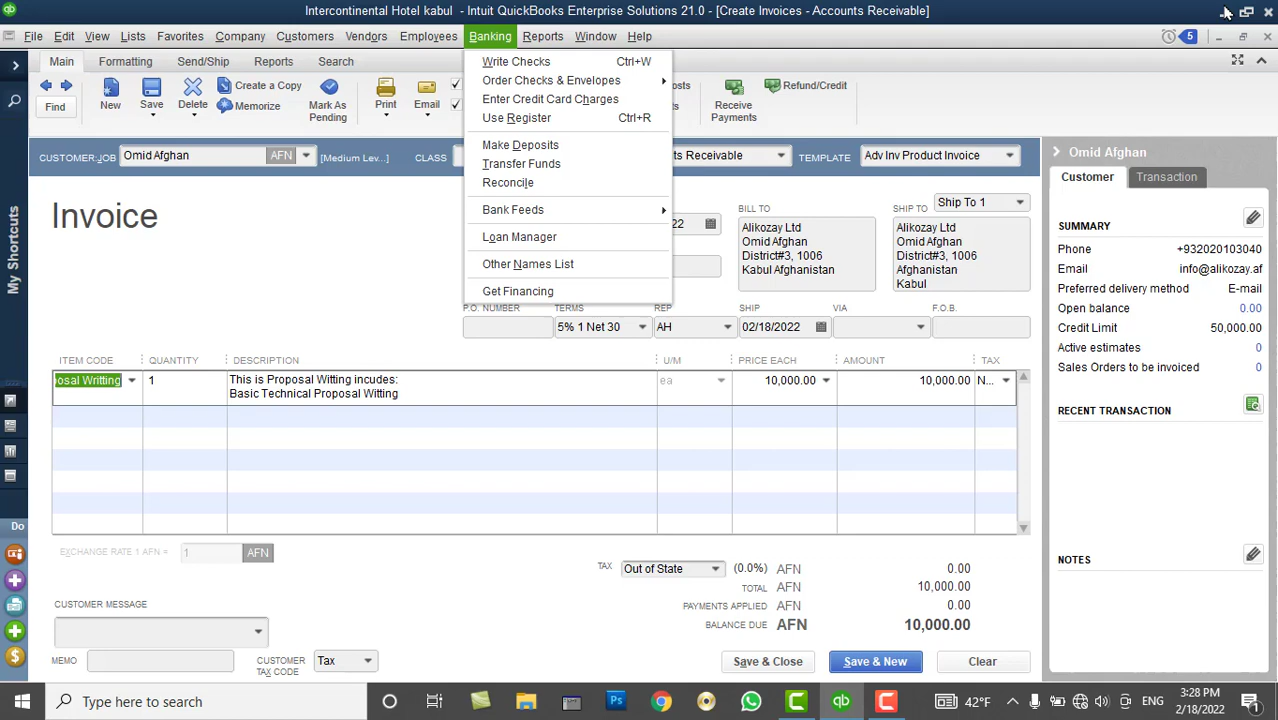 Intercontinental Hotel kabul - Intuit QuickBooks Enterprise Solutions 21.0 - [Create Invoices - Accounts Receivable]
File Edit View Lists Favorites Company Customers Vendors Employees Banking Reports Window Help 5
Main Formatting Send/Ship Reports Search
Find New Save Delete Create a Copy Memorize Mark As Pending Print Email Receive Payments Refund/Credit
Write Checks Ctrl+W
Order Checks & Envelopes
Enter Credit Card Charges
Use Register Ctrl+R
Make Deposits
Transfer Funds
Reconcile
Bank Feeds
Loan Manager
Other Names List
Get Financing
CUSTOMER:JOB Omid Afghan AFN [Medium Lev...] CLASS ts Receivable TEMPLATE Adv Inv Product Invoice
Invoice
22
BILL TO
Alikozay Ltd
Omid Afghan
District#3, 1006
Kabul Afghanistan
SHIP TO Ship To 1
Alikozay Ltd
Omid Afghan
District#3, 1006
Afghanistan
Kabul
P.O. NUMBER TERMS REP SHIP VIA F.O.B.
5% 1 Net 30 AH 02/18/2022
ITEM CODE QUANTITY DESCRIPTION U/M PRICE EACH AMOUNT TAX
osal Writting 1 This is Proposal Witting incudes: ea 10,000.00 10,000.00 N...
Basic Technical Proposal Witting
EXCHANGE RATE 1 AFN = 1 AFN
TAX Out of State (0.0%) AFN 0.00
TOTAL AFN 10,000.00
PAYMENTS APPLIED AFN 0.00
BALANCE DUE AFN 10,000.00
CUSTOMER MESSAGE
MEMO CUSTOMER TAX CODE Tax
Save & Close Save & New Clear
Omid Afghan
Customer Transaction
SUMMARY
Phone +932020103040
Email info@alikozay.af
Preferred delivery method E-mail
Open balance 0.00
Credit Limit 50,000.00
Active estimates 0
Sales Orders to be invoiced 0
RECENT TRANSACTION
NOTES
My Shortcuts
Do
Type here to search
42°F ENG 3:28 PM
2/18/2022 1